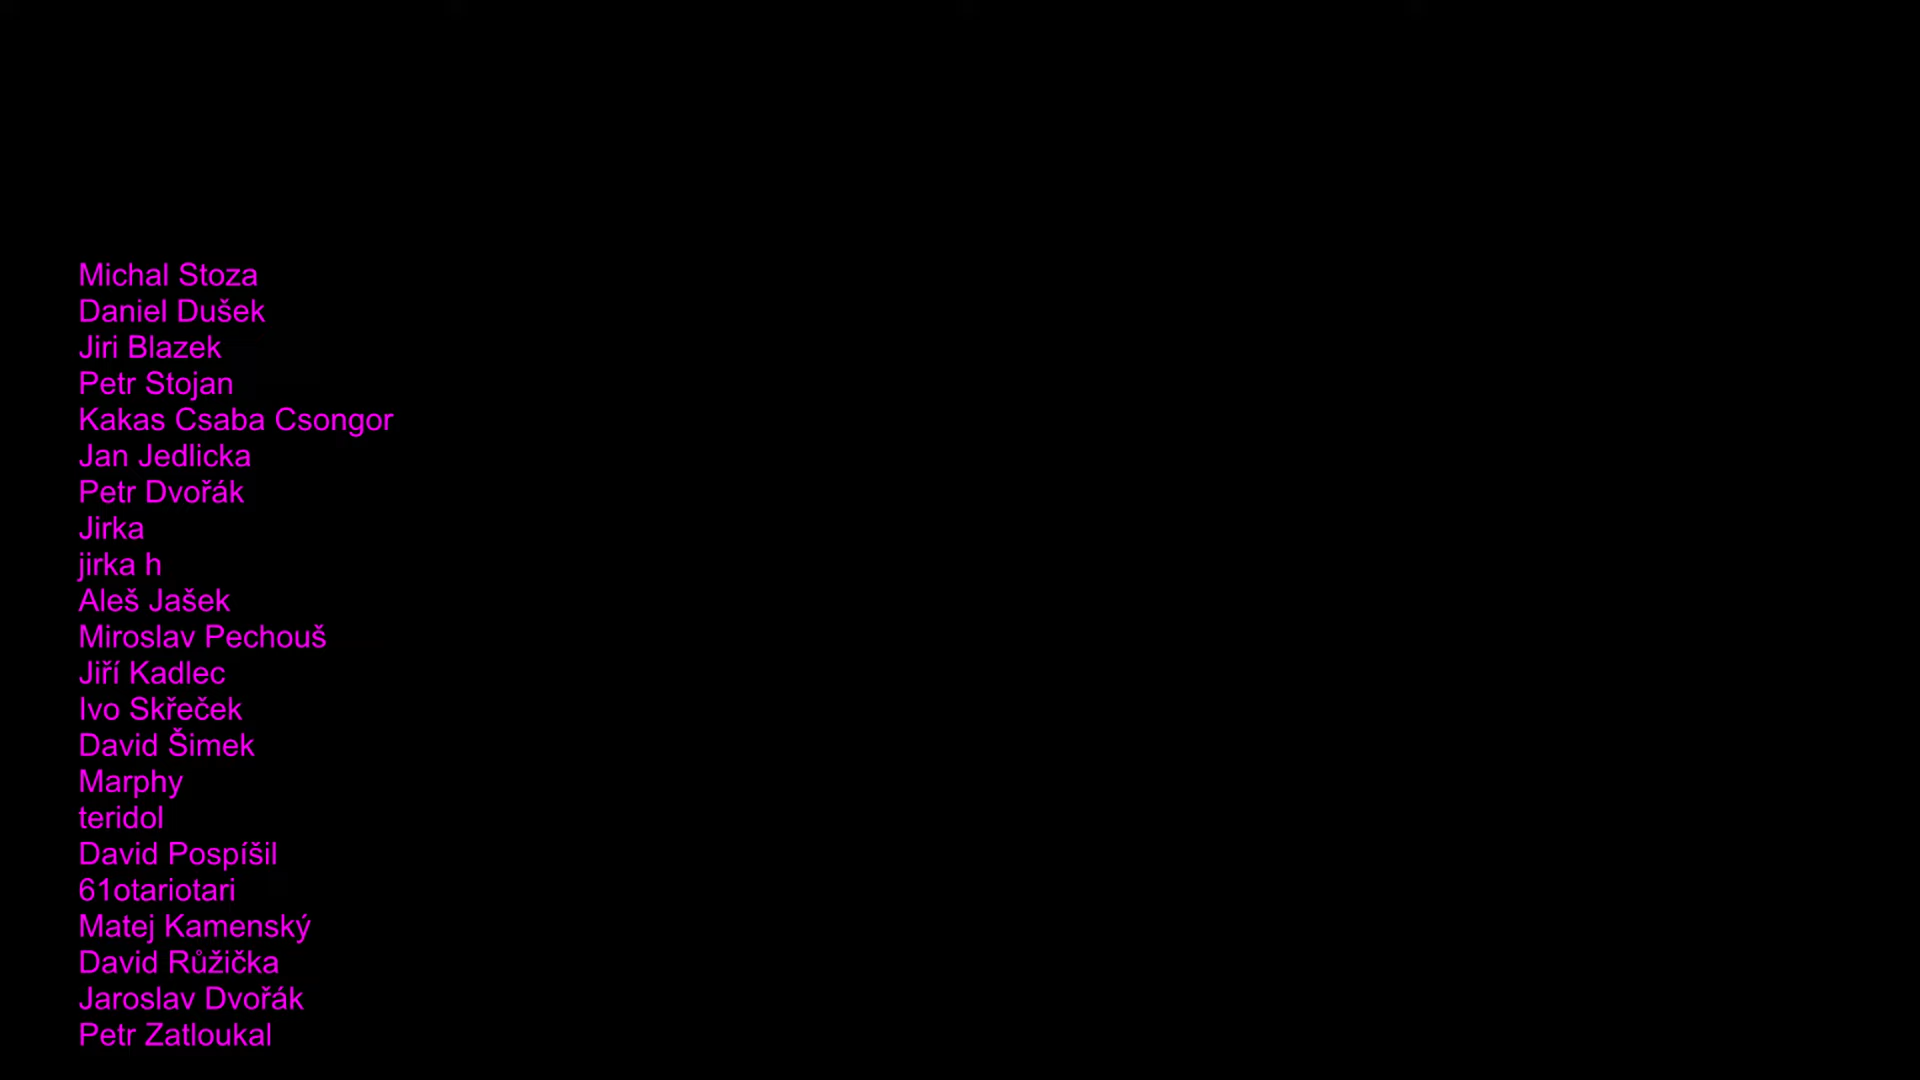 Michal Stoza
Daniel Dušek
Jiri Blazek
Petr Stojan
Kakas Csaba Csongor
Jan Jedlicka
Petr Dvořák
Jirka
jirka h
Aleš Jašek
Miroslav Pechouš
Jiří Kadlec
Ivo Skřeček
David Šimek
Marphy
teridol
David Pospíšil
61otariotari
Matej Kamenský
David Růžička
Jaroslav Dvořák
Petr Zatloukal